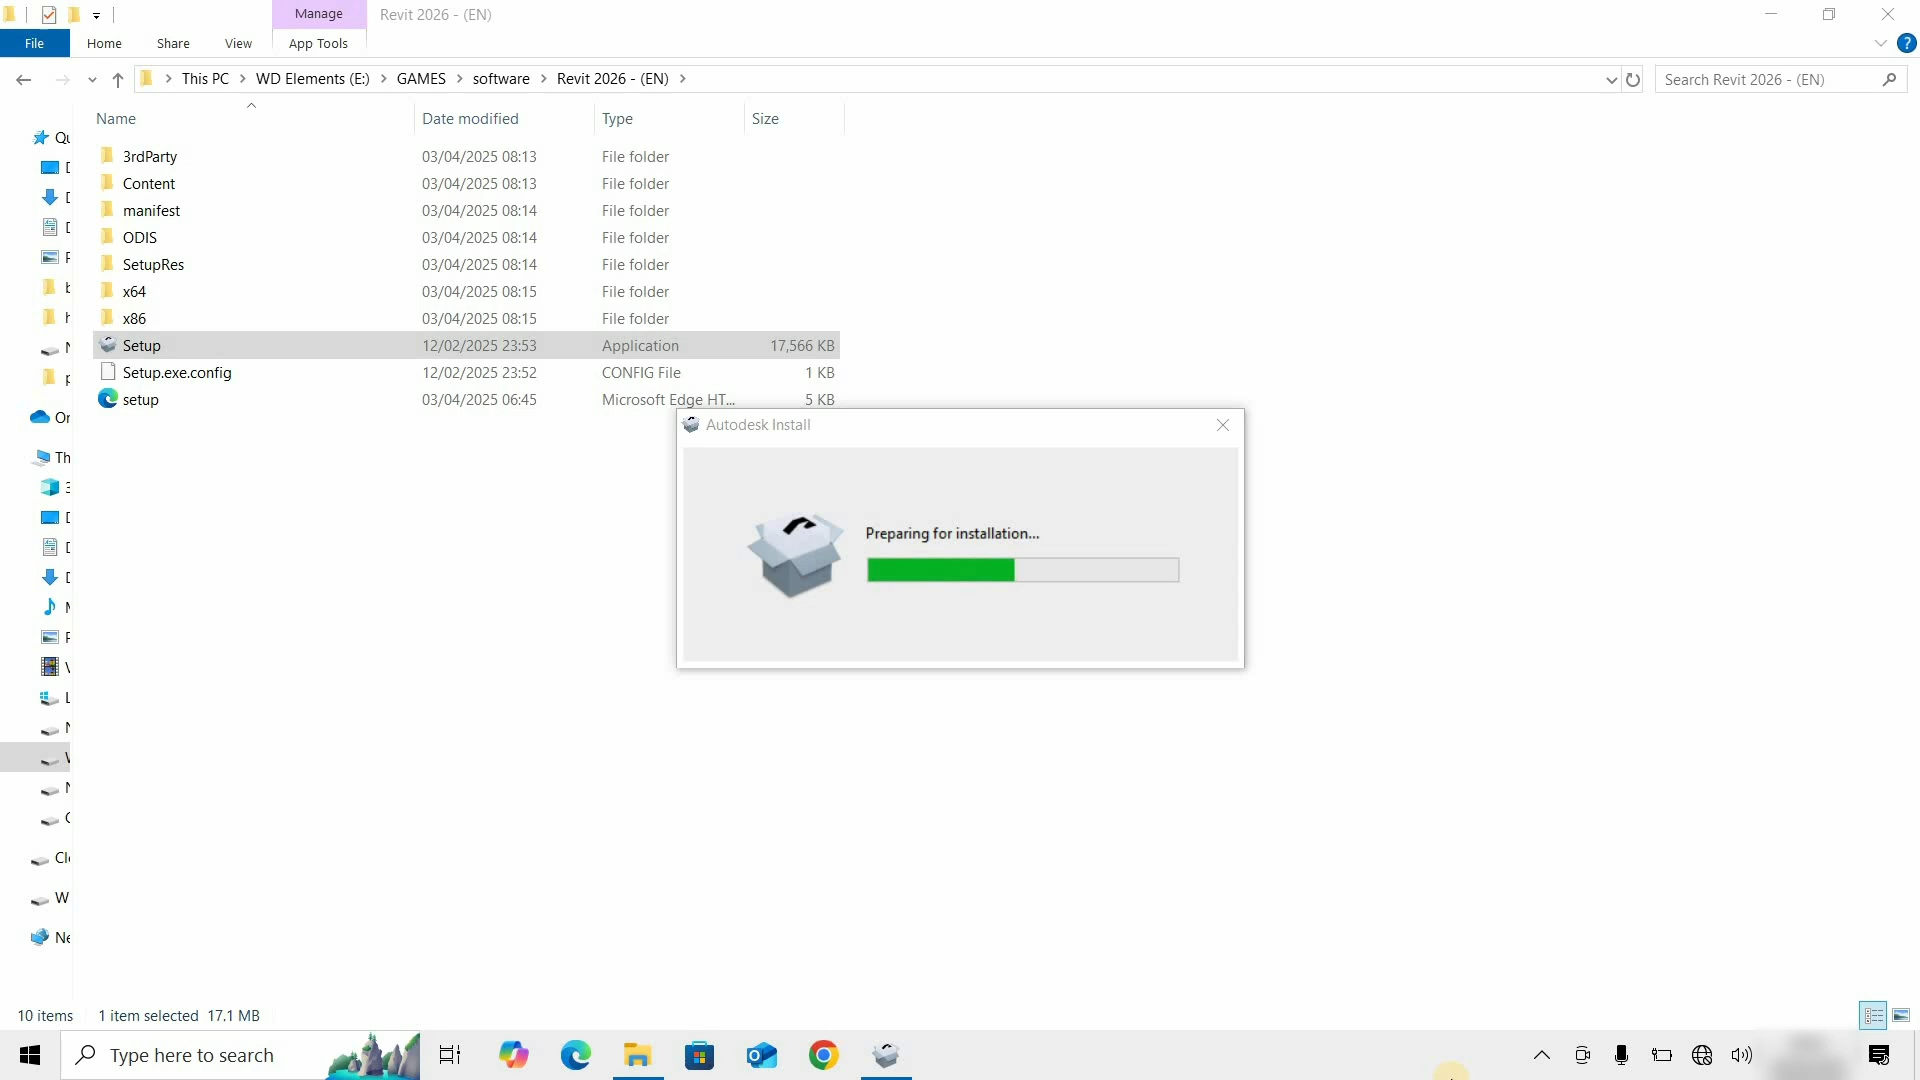 Manage
Revit 2026 - (EN)
File
Home
Share
View
App Tools
This PC
WD Elements (E:)
GAMES
software
Revit 2026 - (EN)
Search Revit 2026 - (EN)
Name
Date modified
Type
Size
3rdParty
03/04/2025 08:13
File folder
Content
03/04/2025 08:13
File folder
manifest
03/04/2025 08:14
File folder
ODIS
03/04/2025 08:14
File folder
SetupRes
03/04/2025 08:14
File folder
x64
03/04/2025 08:15
File folder
x86
03/04/2025 08:15
File folder
Setup
12/02/2025 23:53
Application
17,566 KB
Setup.exe.config
12/02/2025 23:52
CONFIG File
1 KB
setup
03/04/2025 06:45
Microsoft Edge HT...
5 KB
Autodesk Install
Preparing for installation...
10 items
1 item selected 17.1 MB
Type here to search